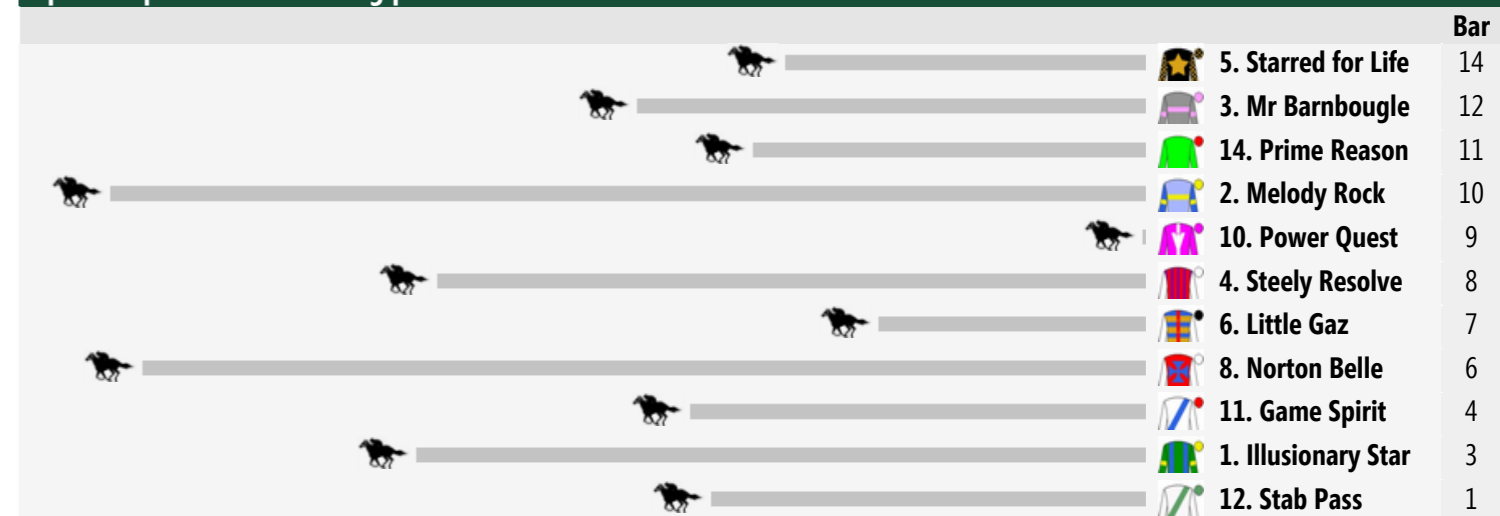 Bar
5. Starred for Life 14
3. Mr Barnbougle 12
14. Prime Reason 11
2. Melody Rock 10
10. Power Quest 9
4. Steely Resolve 8
6. Little Gaz 7
8. Norton Belle 6
11. Game Spirit 4
1. Illusionary Star 3
12. Stab Pass 1